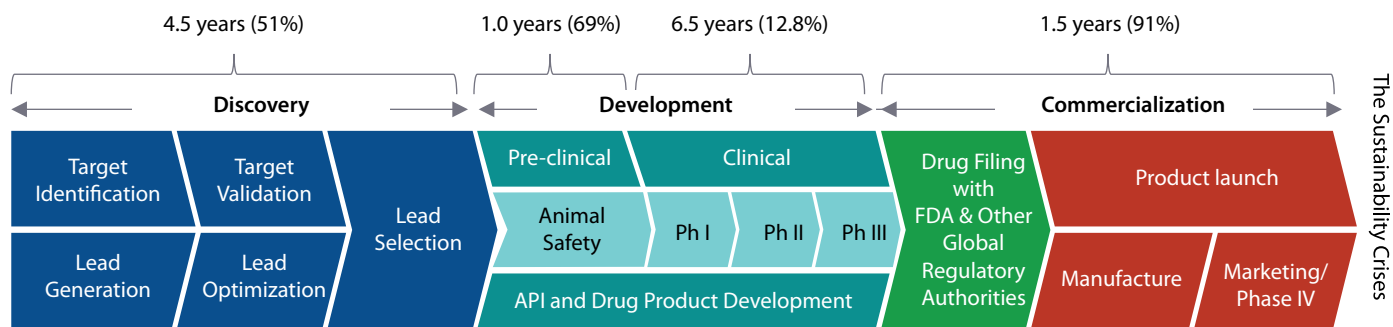 4.5 years (51%)
1.0 years (69%)
6.5 years (12.8%)
1.5 years (91%)
Discovery
Development
Commercialization
Target
Identification
Target
Validation
Lead
Generation
Lead
Optimization
Lead
Selection
Pre-clinical
Clinical
Animal
Safety
Ph I
Ph II
Ph III
API and Drug Product Development
Drug Filing
with
FDA & Other
Global
Regulatory
Authorities
Product launch
Manufacture
Marketing/
Phase IV
The Sustainability Crises